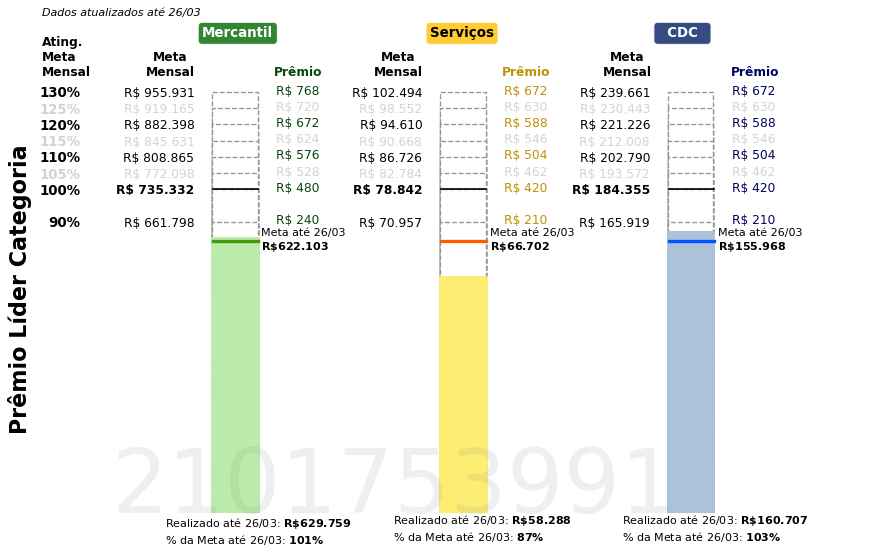 Dados atualizados até 26/03
Mercantil Serviços CDC
Ating. Meta Mensal
Meta Mensal Prêmio Meta Mensal Prêmio Meta Mensal Prêmio
130% R$ 955.931 R$ 768 R$ 102.494 R$ 672 R$ 239.661 R$ 672
125% R$ 919.165 R$ 720 R$ 98.552 R$ 630 R$ 230.443 R$ 630
120% R$ 882.398 R$ 672 R$ 94.610 R$ 588 R$ 221.226 R$ 588
115% R$ 845.631 R$ 624 R$ 90.668 R$ 546 R$ 212.008 R$ 546
110% R$ 808.865 R$ 576 R$ 86.726 R$ 504 R$ 202.790 R$ 504
105% R$ 772.098 R$ 528 R$ 82.784 R$ 462 R$ 193.572 R$ 462
100% R$ 735.332 R$ 480 R$ 78.842 R$ 420 R$ 184.355 R$ 420
90% R$ 661.798 R$ 240 R$ 70.957 R$ 210 R$ 165.919 R$ 210
Meta até 26/03 Meta até 26/03 Meta até 26/03
R$622.103 R$66.702 R$155.968
Prêmio Líder Categoria
2101753991
Realizado até 26/03: R$629.759 Realizado até 26/03: R$58.288 Realizado até 26/03: R$160.707
% da Meta até 26/03: 101% % da Meta até 26/03: 87% % da Meta até 26/03: 103%